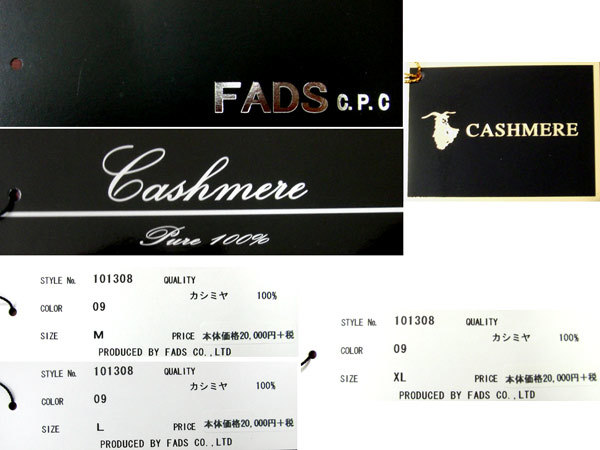 FADS C.P.C
Cashmere
Pure 100%
CASHMERE
STYLE No. 101308 QUALITY
カシミヤ 100%
COLOR 09
SIZE M PRICE 本体価格20,000円+税
PRODUCED BY FADS CO.,LTD
STYLE No. 101308 QUALITY
カシミヤ 100%
COLOR 09
SIZE L PRICE 本体価格20,000円+税
PRODUCED BY FADS CO.,LTD
STYLE No. 101308 QUALITY
カシミヤ 100%
COLOR 09
SIZE XL PRICE 本体価格20,000円+税
PRODUCED BY FADS CO.,LTD